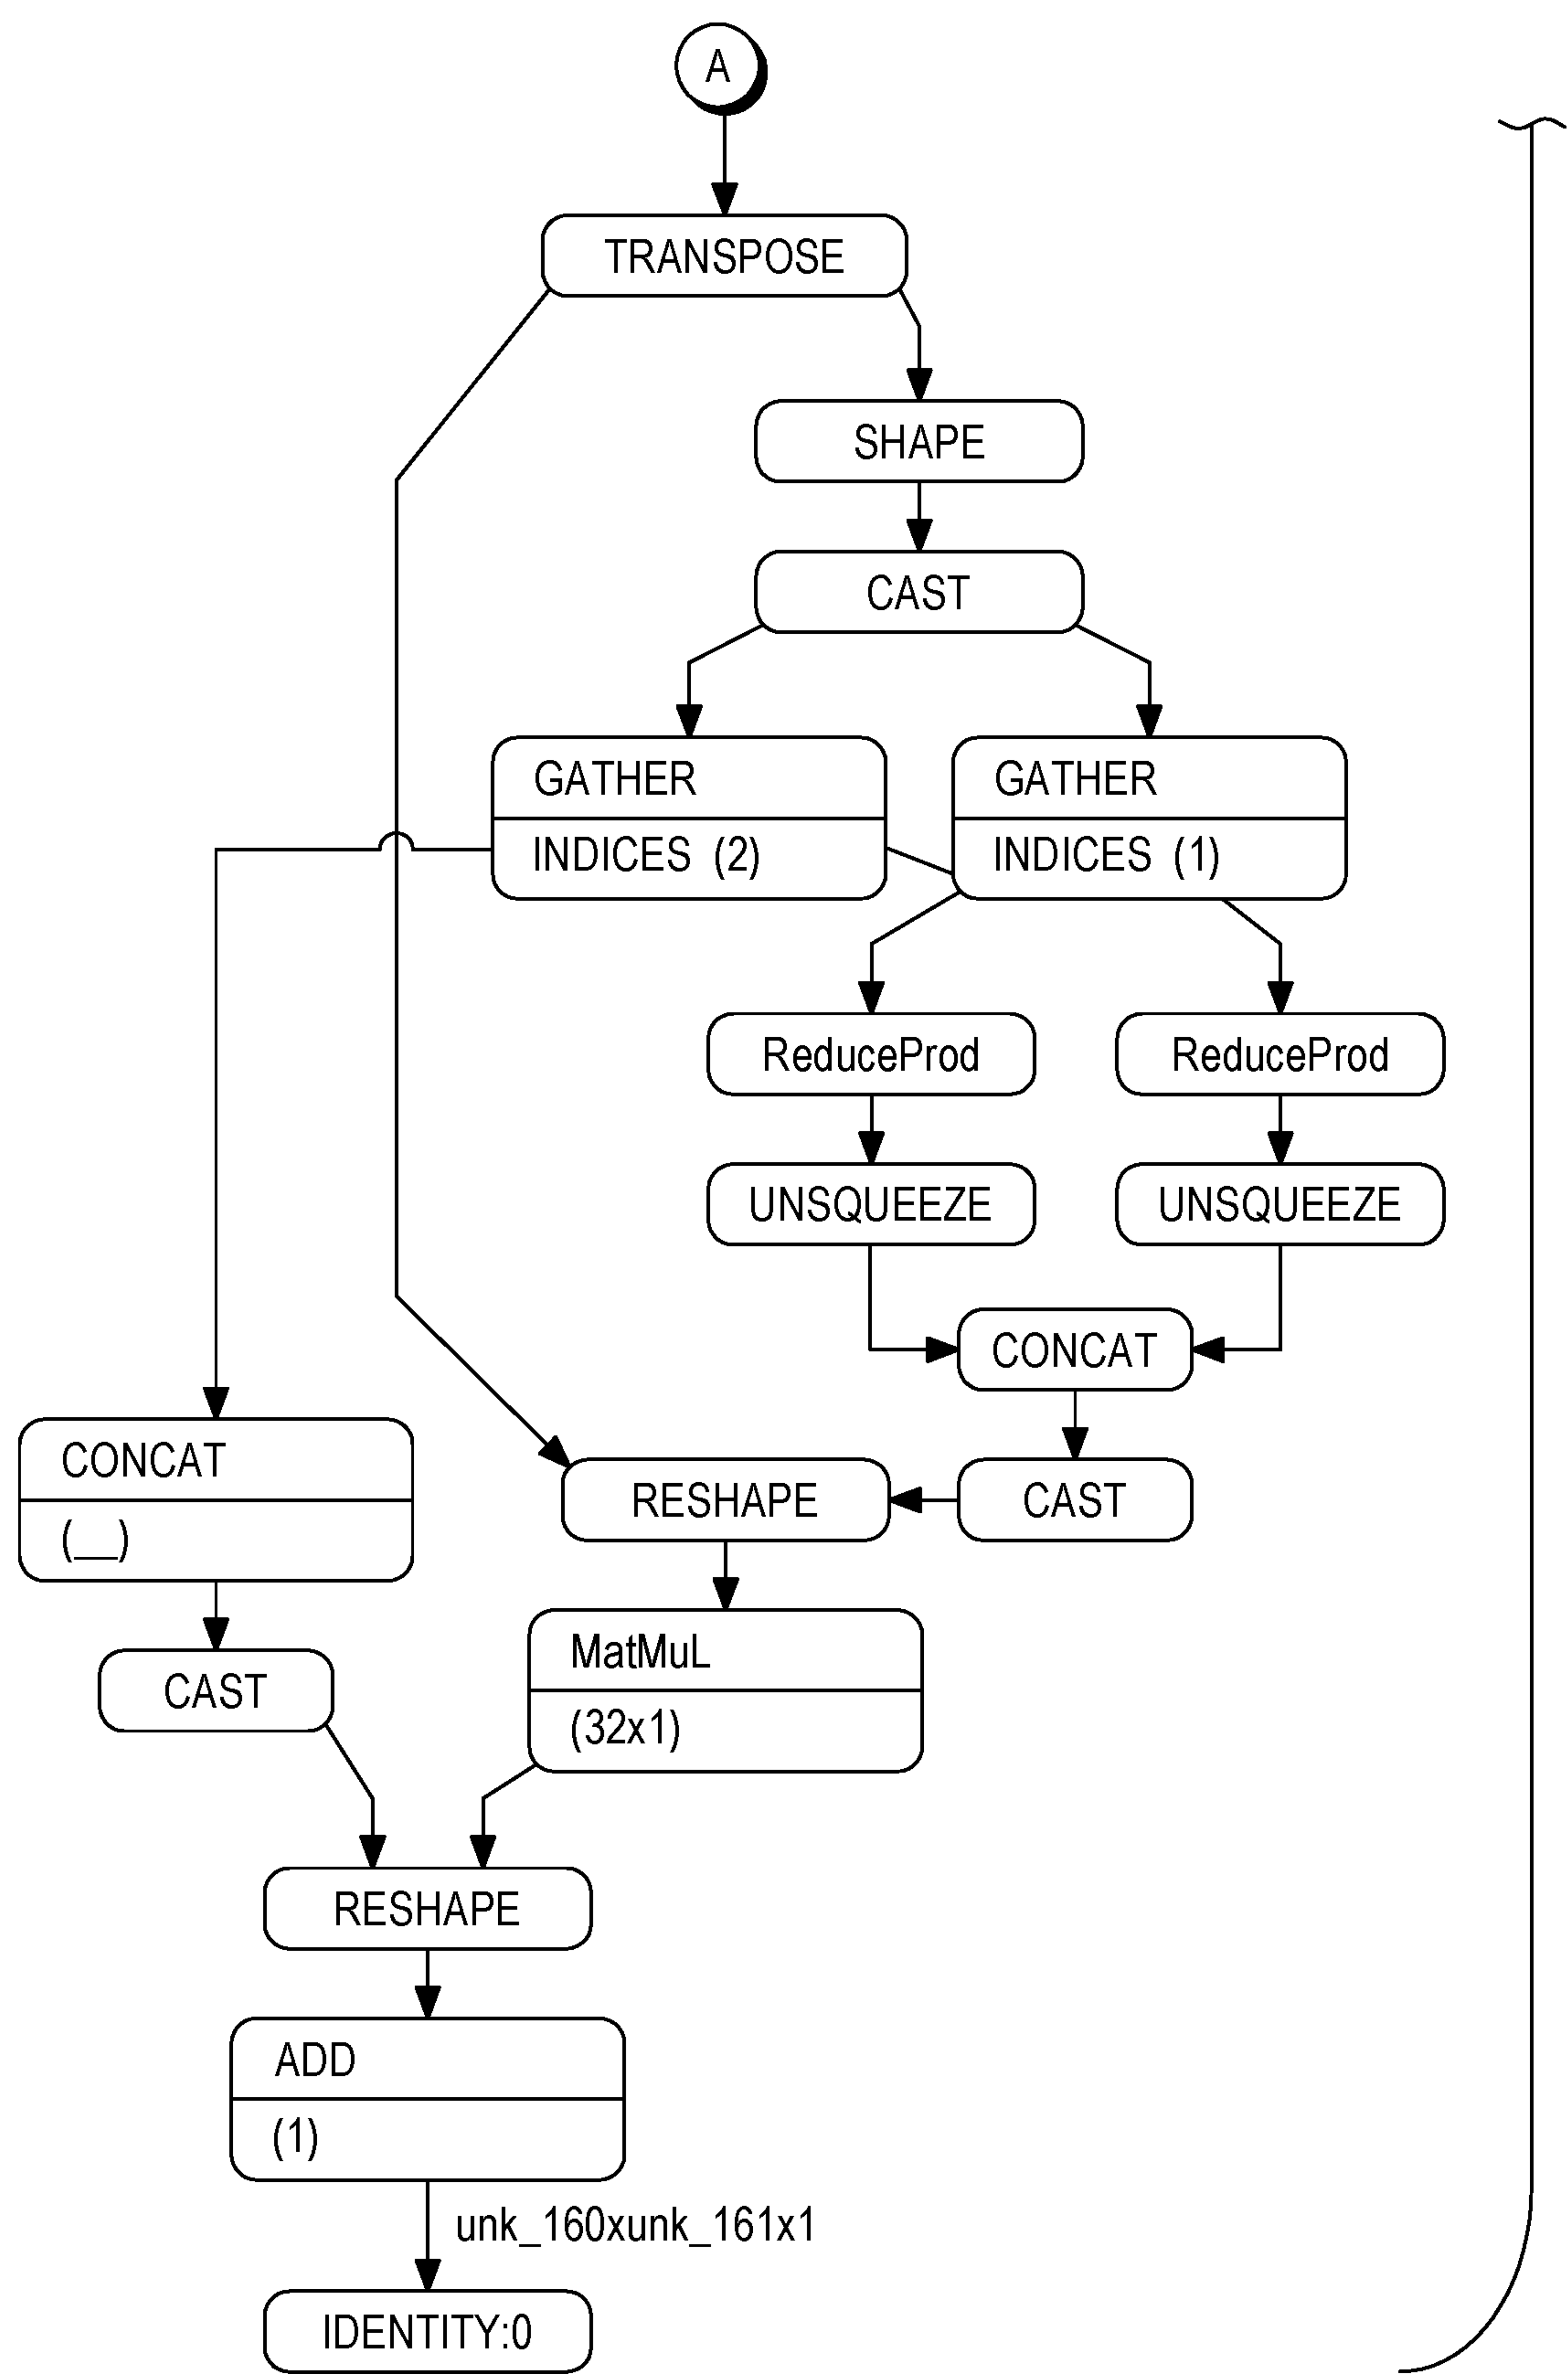 A
TRANSPOSE
SHAPE
CAST
GATHER
INDICES (2)
GATHER
INDICES (1)
ReduceProd
ReduceProd
UNSQUEEZE
UNSQUEEZE
CONCAT
CONCAT
(__)
RESHAPE
CAST
MatMuL
(32x1)
CAST
RESHAPE
ADD
(1)
unk_160xunk_161x1
IDENTITY:0